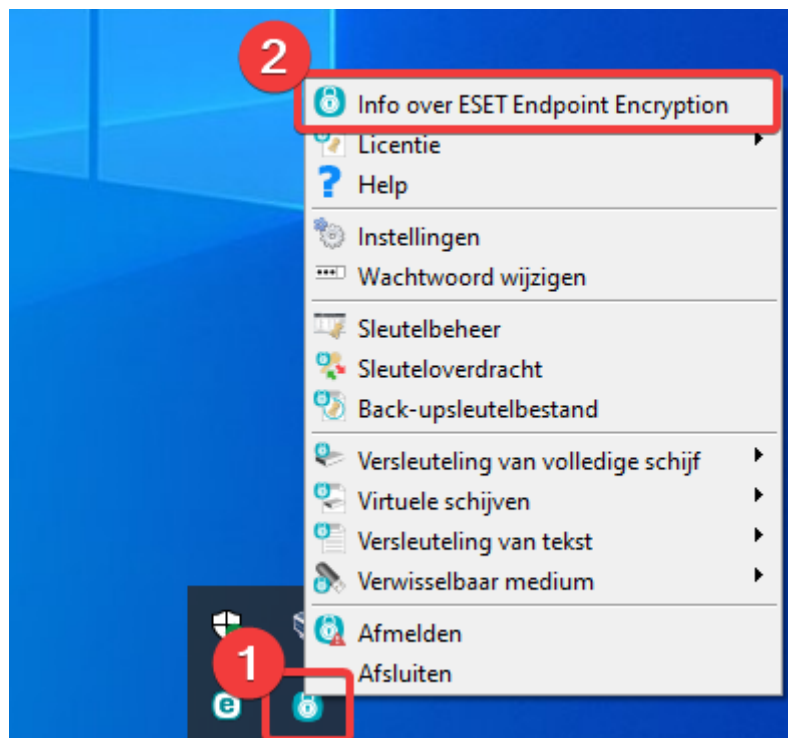 2
Info over ESET Endpoint Encryption
Licentie
? Help
Instellingen
Wachtwoord wijzigen
Sleutelbeheer
Sleuteloverdracht
Back-upsleutelbestand
Versleuteling van volledige schijf
Virtuele schijven
Versleuteling van tekst
Verwisselbaar medium
Afmelden
Afsluiten
1
e